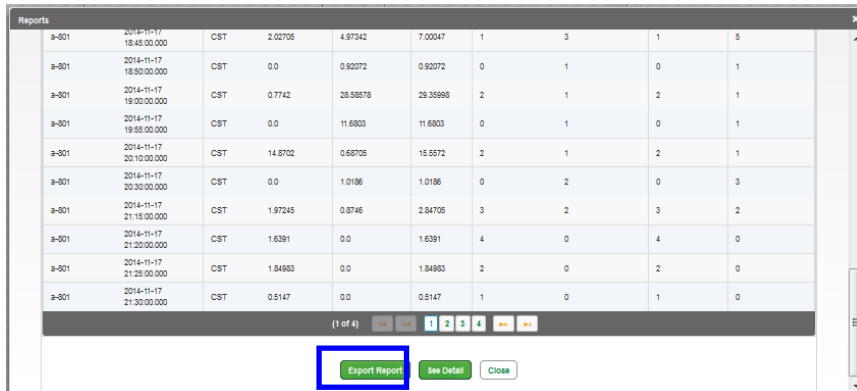 Reports ×
a-801 2014-11-17 18:45:00.000 CST 2.02705 4.97342 7.00047 1 3 1 5
a-801 2014-11-17 18:50:00.000 CST 0.0 0.92072 0.92072 0 1 0 1
a-801 2014-11-17 19:00:00.000 CST 0.7742 28.58578 29.35998 2 1 2 1
a-801 2014-11-17 19:55:00.000 CST 0.0 11.6803 11.6803 0 1 0 1
a-801 2014-11-17 20:10:00.000 CST 14.8702 0.68705 15.5572 2 1 2 1
a-801 2014-11-17 20:30:00.000 CST 0.0 1.0186 1.0186 0 2 0 3
a-801 2014-11-17 21:15:00.000 CST 1.97245 0.8746 2.84705 3 2 3 2
a-801 2014-11-17 21:20:00.000 CST 1.6391 0.0 1.6391 4 0 4 0
a-801 2014-11-17 21:25:00.000 CST 1.84983 0.0 1.84983 2 0 2 0
a-801 2014-11-17 21:30:00.000 CST 0.5147 0.0 0.5147 1 0 1 0
(1 of 4) 1 2 3 4
Export Report See Detail Close